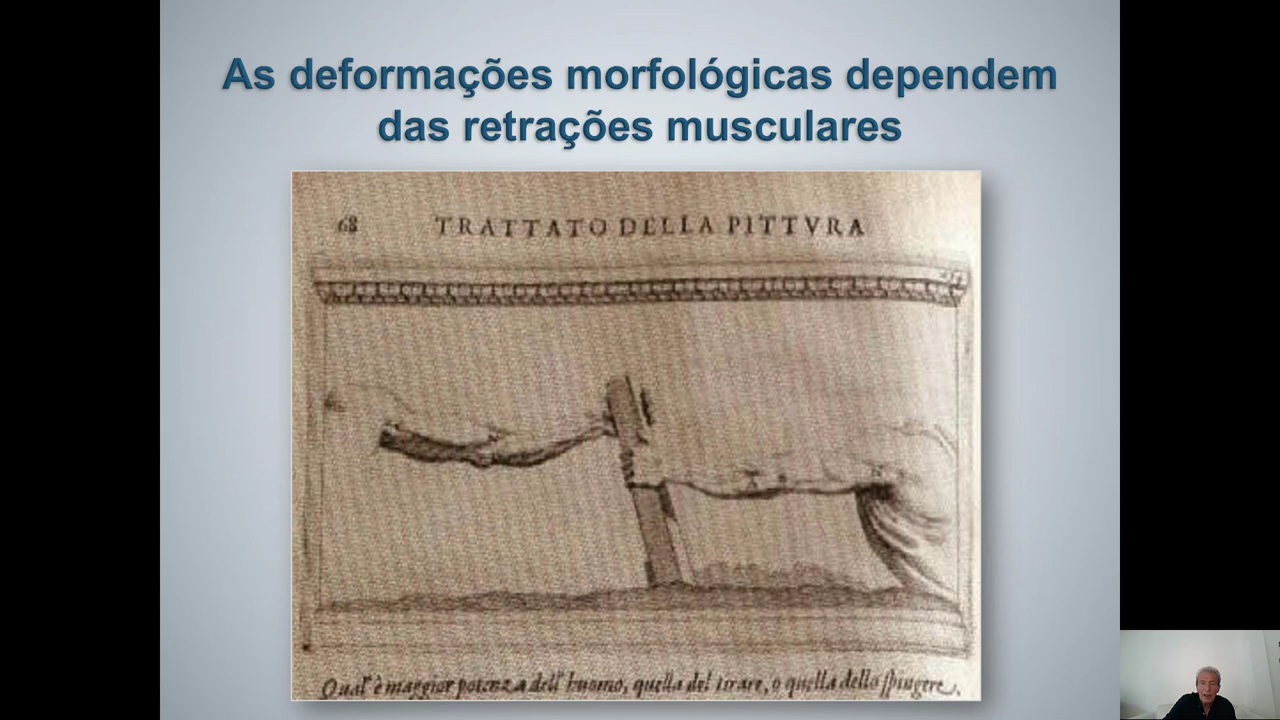 As deformações morfológicas dependem
das retrações musculares
68 TRATTATO DELLA PITTVRA
Qual'è maggior potenza dell' huomo, quella del tirare, o quella dello spingere.